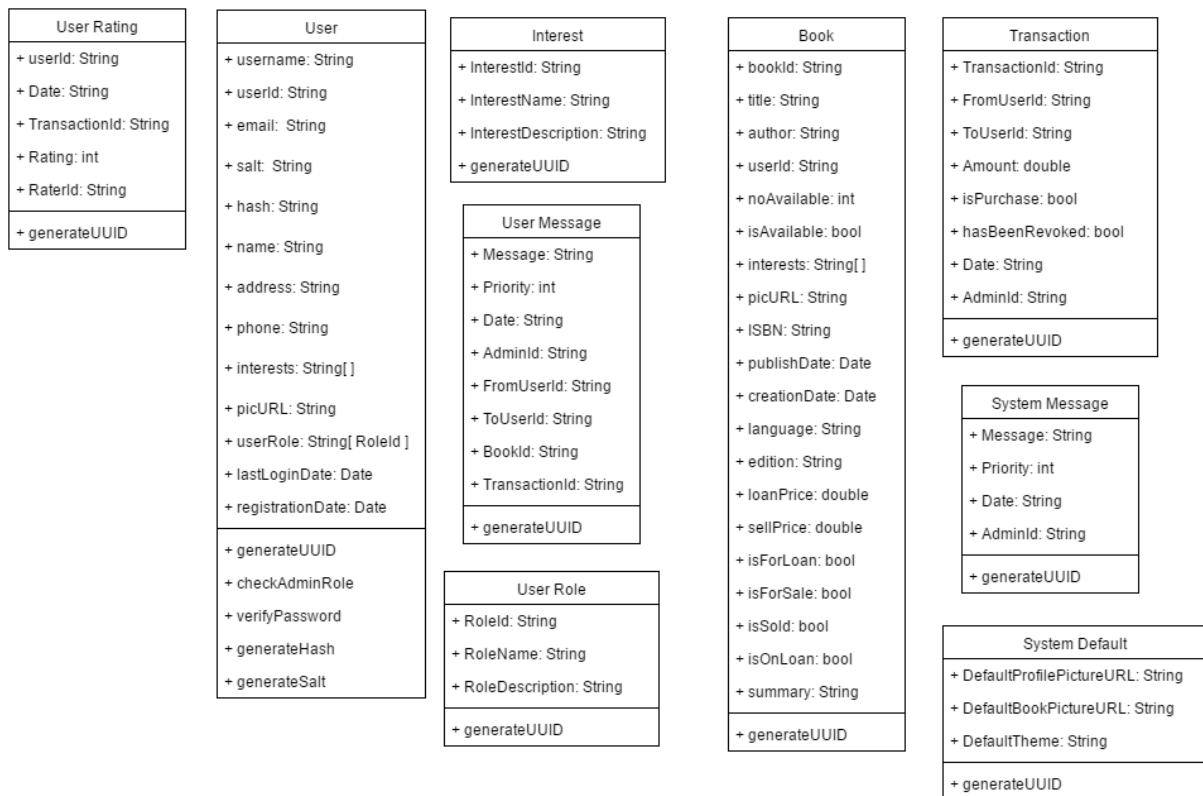 User Rating
+ userId: String
+ Date: String
+ TransactionId: String
+ Rating: int
+ RaterId: String
+ generateUUID
User
+ username: String
+ userId: String
+ email:  String
+ salt:  String
+ hash: String
+ name: String
+ address: String
+ phone: String
+ interests: String[ ]
+ picURL: String
+ userRole: String[ RoleId ]
+ lastLoginDate: Date
+ registrationDate: Date
+ generateUUID
+ checkAdminRole
+ verifyPassword
+ generateHash
+ generateSalt
Interest
+ InterestId: String
+ InterestName: String
+ InterestDescription: String
+ generateUUID
User Message
+ Message: String
+ Priority: int
+ Date: String
+ AdminId: String
+ FromUserId: String
+ ToUserId: String
+ BookId: String
+ TransactionId: String
+ generateUUID
User Role
+ RoleId: String
+ RoleName: String
+ RoleDescription: String
+ generateUUID
Book
+ bookId: String
+ title: String
+ author: String
+ userId: String
+ noAvailable: int
+ isAvailable: bool
+ interests: String[ ]
+ picURL: String
+ ISBN: String
+ publishDate: Date
+ creationDate: Date
+ language: String
+ edition: String
+ loanPrice: double
+ sellPrice: double
+ isForLoan: bool
+ isForSale: bool
+ isSold: bool
+ isOnLoan: bool
+ summary: String
+ generateUUID
Transaction
+ TransactionId: String
+ FromUserId: String
+ ToUserId: String
+ Amount: double
+ isPurchase: bool
+ hasBeenRevoked: bool
+ Date: String
+ AdminId: String
+ generateUUID
System Message
+ Message: String
+ Priority: int
+ Date: String
+ AdminId: String
+ generateUUID
System Default
+ DefaultProfilePictureURL: String
+ DefaultBookPictureURL: String
+ DefaultTheme: String
+ generateUUID